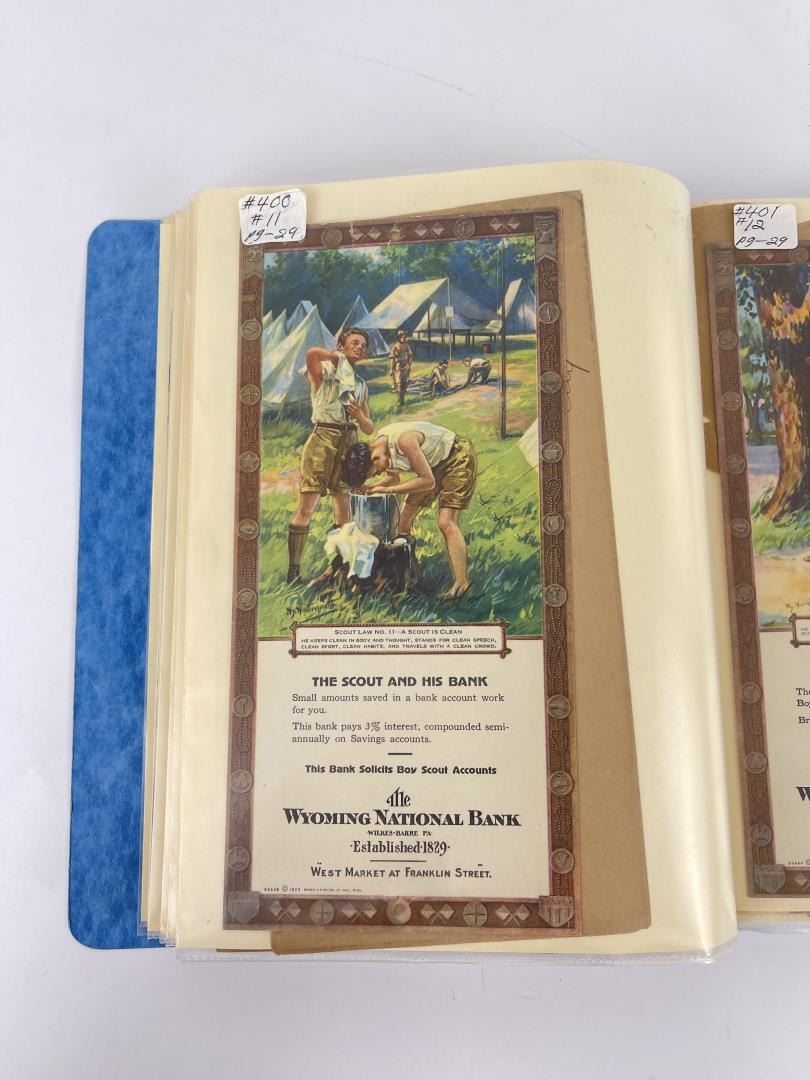 #400
#11
pg-29
#401
#12
pg-29
SCOUT LAW NO. 11—A SCOUT IS CLEAN
HE KEEPS CLEAN IN BODY AND THOUGHT, STANDS FOR CLEAN SPEECH,
CLEAN SPORT, CLEAN HABITS, AND TRAVELS WITH A CLEAN CROWD.
THE SCOUT AND HIS BANK
Small amounts saved in a bank account work
for you.
This bank pays 3% interest, compounded semi-
annually on Savings accounts.
This Bank Solicits Boy Scout Accounts
The
WYOMING NATIONAL BANK
WILKES-BARRE PA.
·Established·1829·
WEST MARKET AT FRANKLIN STREET.
HE
Th
Bo
Br
W